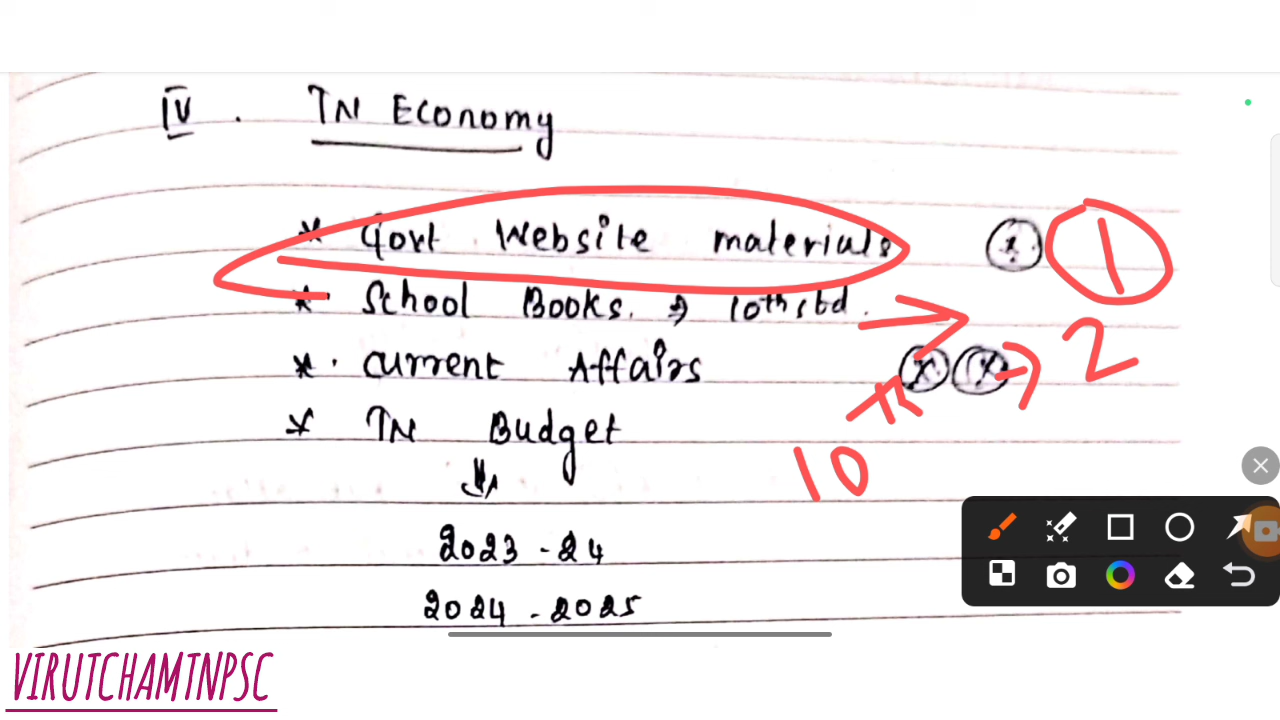 IV . TN Economy
* Govt Website materials * 1
* School Books. ⇒ 10th std. → 2
* . Current Affairs * *
* TN Budget
10
2023 - 24
2024 - 2025
VIRUTCHAMTNPSC